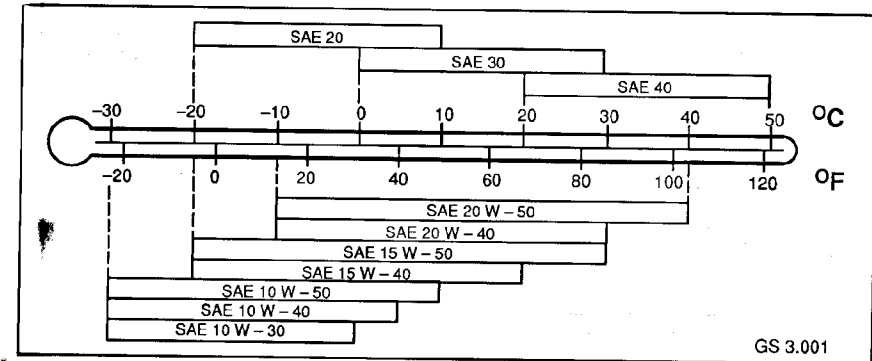 SAE 20
SAE 30
SAE 40
−30 −20 −10 0 10 20 30 40 50 °C
−20 0 20 40 60 80 100 120 °F
SAE 20 W – 50
SAE 20 W – 40
SAE 15 W – 50
SAE 15 W – 40
SAE 10 W – 50
SAE 10 W – 40
SAE 10 W – 30
GS 3.001